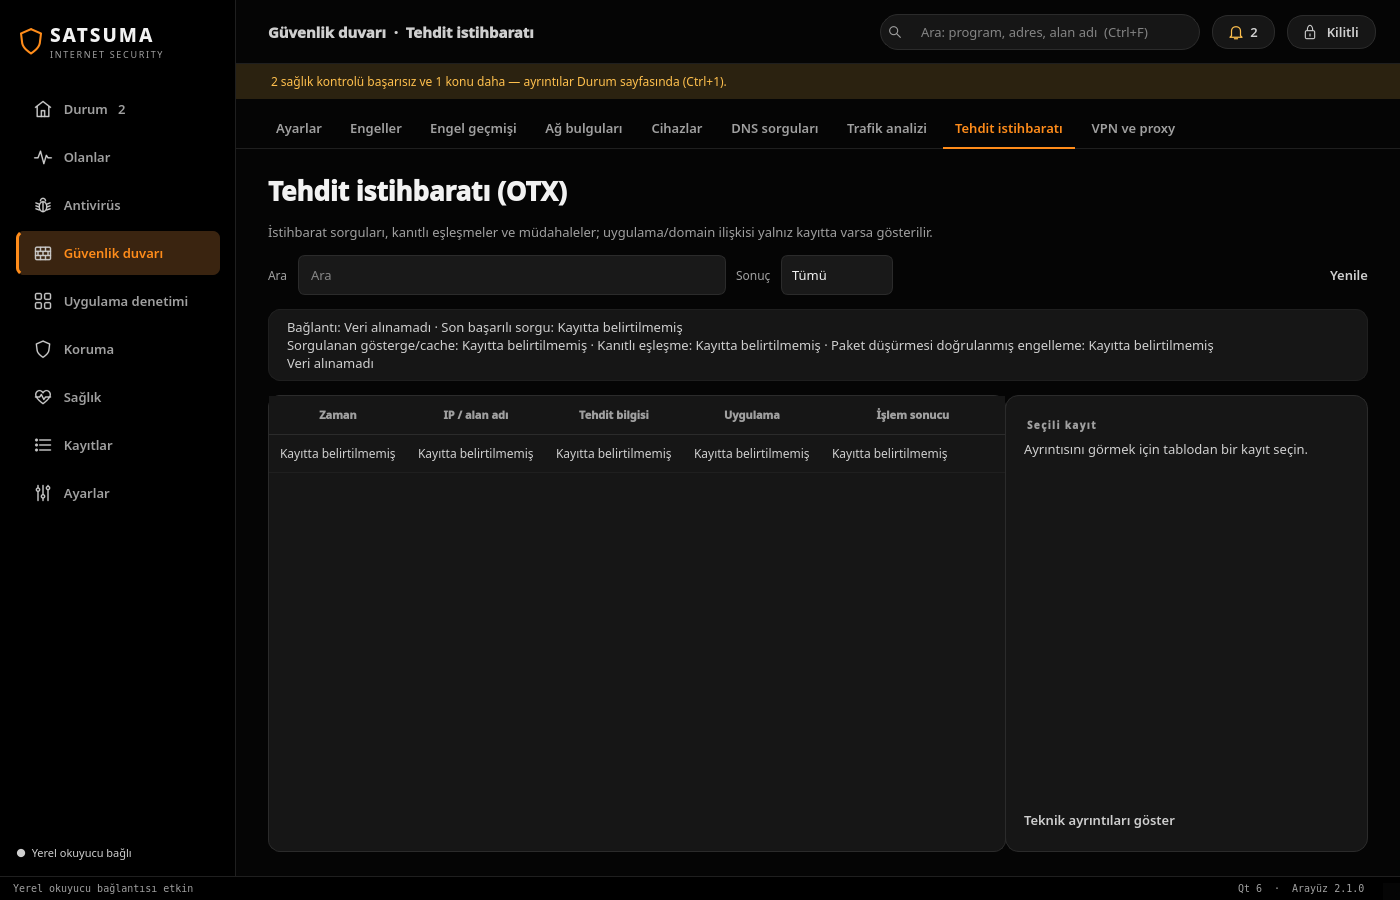 SATSUMA
INTERNET SECURITY
Durum 2
Olanlar
Antivirüs
Güvenlik duvarı
Uygulama denetimi
Koruma
Sağlık
Kayıtlar
Ayarlar
Yerel okuyucu bağlı
Güvenlik duvarı · Tehdit istihbaratı
Ara: program, adres, alan adı (Ctrl+F)
2
Kilitli
2 sağlık kontrolü başarısız ve 1 konu daha — ayrıntılar Durum sayfasında (Ctrl+1).
Ayarlar Engeller Engel geçmişi Ağ bulguları Cihazlar DNS sorguları Trafik analizi Tehdit istihbaratı VPN ve proxy
Tehdit istihbaratı (OTX)
İstihbarat sorguları, kanıtlı eşleşmeler ve müdahaleler; uygulama/domain ilişkisi yalnız kayıtta varsa gösterilir.
Ara Ara Sonuç Tümü Yenile
Bağlantı: Veri alınamadı · Son başarılı sorgu: Kayıtta belirtilmemiş
Sorgulanan gösterge/cache: Kayıtta belirtilmemiş · Kanıtlı eşleşme: Kayıtta belirtilmemiş · Paket düşürmesi doğrulanmış engelleme: Kayıtta belirtilmemiş
Veri alınamadı
Zaman IP / alan adı Tehdit bilgisi Uygulama İşlem sonucu
Kayıtta belirtilmemiş Kayıtta belirtilmemiş Kayıtta belirtilmemiş Kayıtta belirtilmemiş Kayıtta belirtilmemiş
Seçili kayıt
Ayrıntısını görmek için tablodan bir kayıt seçin.
Teknik ayrıntıları göster
Yerel okuyucu bağlantısı etkin
Qt 6 · Arayüz 2.1.0